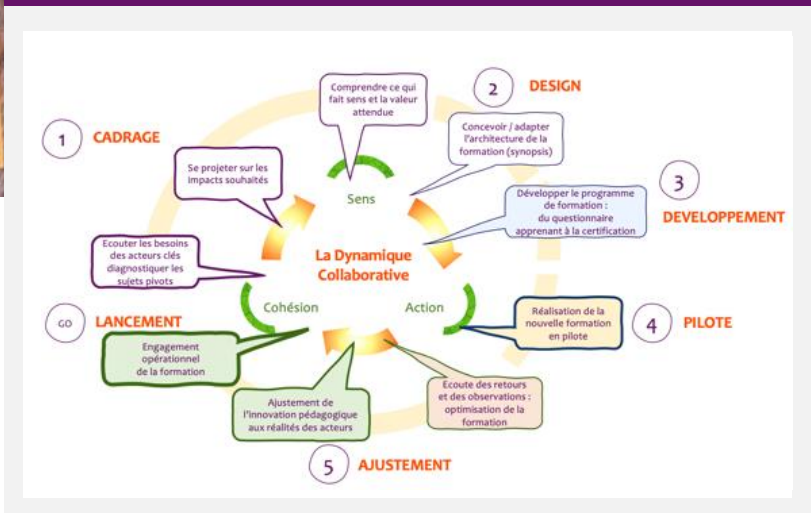 1
CADRAGE
Ecouter les besoins
des acteurs clés
diagnostiquer les
sujets pivots
Se projeter sur les
impacts souhaités
Comprendre ce qui
fait sens et la valeur
attendue
2
DESIGN
Concevoir / adapter
l'architecture de la
formation (synopsis)
3
DEVELOPPEMENT
Développer le programme
de formation :
du questionnaire
apprenant à la certification
Sens
La Dynamique
Collaborative
Cohésion
Action
4
PILOTE
Réalisation de la
nouvelle formation
en pilote
Ecoute des retours
et des observations :
optimisation de la
formation
5
AJUSTEMENT
Ajustement de
l'innovation pédagogique
aux réalités des acteurs
GO
LANCEMENT
Engagement
opérationnel
de la formation